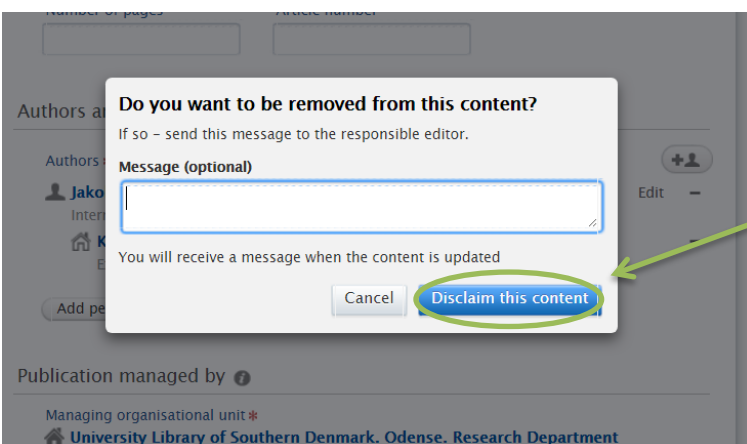 Number of pages
Article number
Authors a
Do you want to be removed from this content?
If so – send this message to the responsible editor.
Authors
Message (optional)
Jako
Edit
Inter
K
E
You will receive a message when the content is updated
Cancel
Disclaim this content
Add pe
Publication managed by
Managing organisational unit *
University Library of Southern Denmark, Odense, Research Department